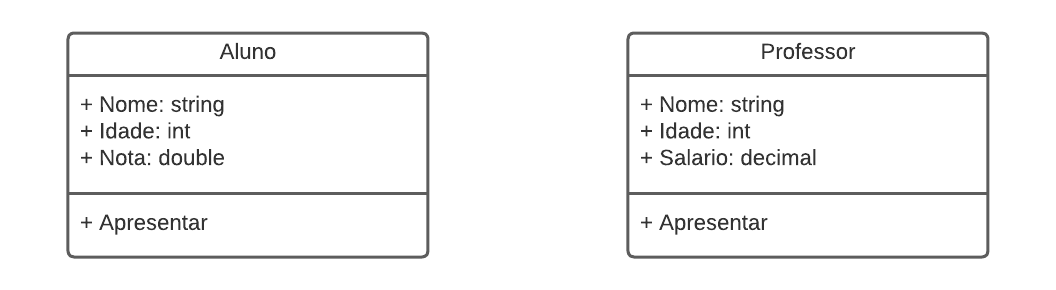 Aluno
+ Nome: string
+ Idade: int
+ Nota: double
+ Apresentar
Professor
+ Nome: string
+ Idade: int
+ Salario: decimal
+ Apresentar